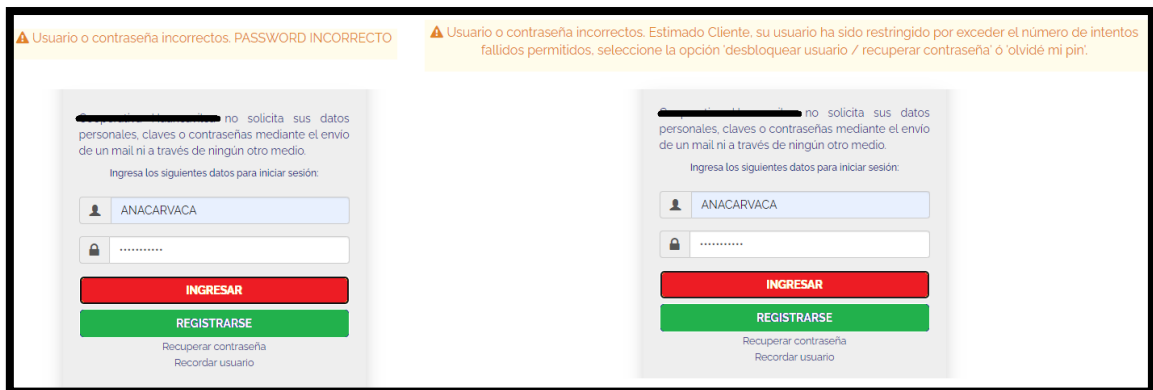 Usuario o contraseña incorrectos. PASSWORD INCORRECTO
no solicita sus datos
personales, claves o contraseñas mediante el envío
de un mail ni a través de ningún otro medio.
Ingresa los siguientes datos para iniciar sesión:
ANACARVACA
INGRESAR
REGISTRARSE
Recuperar contraseña
Recordar usuario
Usuario o contraseña incorrectos. Estimado Cliente, su usuario ha sido restringido por exceder el número de intentos
fallidos permitidos, seleccione la opción 'desbloquear usuario / recuperar contraseña' ó 'olvidé mi pin'.
no solicita sus datos
personales, claves o contraseñas mediante el envío
de un mail ni a través de ningún otro medio.
Ingresa los siguientes datos para iniciar sesión:
ANACARVACA
INGRESAR
REGISTRARSE
Recuperar contraseña
Recordar usuario